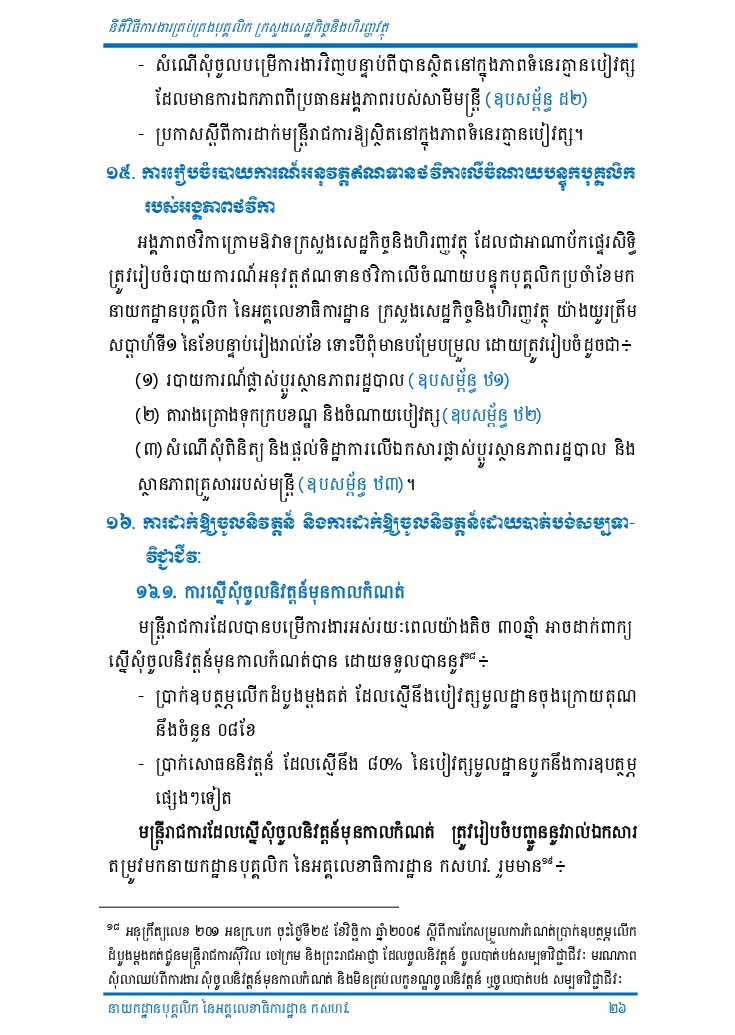 នីតិវិធីការងារគ្រប់គ្រងបុគ្គលិក ក្រសួងសេដ្ឋកិច្ចនិងហិរញ្ញវត្ថុ
- សំណើសុំចូលបម្រើការងារវិញបន្ទាប់ពីបានស្ថិតនៅក្នុងភាពទំនេរគ្មានបៀវត្ស
ដែលមានការឯកភាពពីប្រធានអង្គភាពរបស់សាមីមន្ត្រី (ឧបសម្ព័ន្ធ ដ២)
- ប្រកាសស្តីពីការដាក់មន្ត្រីរាជការឱ្យស្ថិតនៅក្នុងភាពទំនេរគ្មានបៀវត្ស។
១៥. ការរៀបចំរបាយការណ៍អនុវត្តឥណទានថវិកាលើចំណាយបន្ទុកបុគ្គលិក
របស់អង្គភាពថវិកា
អង្គភាពថវិកាក្រោមឱវាទក្រសួងសេដ្ឋកិច្ចនិងហិរញ្ញវត្ថុ ដែលជាអាណាប័កផ្ទេរសិទ្ធិ
ត្រូវរៀបចំរបាយការណ៍អនុវត្តឥណទានថវិកាលើចំណាយបន្ទុកបុគ្គលិកប្រចាំខែមក
នាយកដ្ឋានបុគ្គលិក នៃអគ្គលេខាធិការដ្ឋាន ក្រសួងសេដ្ឋកិច្ចនិងហិរញ្ញវត្ថុ យ៉ាងយូរត្រឹម
សប្តាហ៍ទី១ នៃខែបន្ទាប់រៀងរាល់ខែ ទោះបីពុំមានបម្រែបម្រួល ដោយត្រូវរៀបចំដូចជា÷
(១) របាយការណ៍ផ្លាស់ប្តូរស្ថានភាពរដ្ឋបាល (ឧបសម្ព័ន្ធ ឋ១)
(២) តារាងគ្រោងទុកក្របខណ្ឌ និងចំណាយបៀវត្ស(ឧបសម្ព័ន្ធ ឋ២)
(៣) សំណើសុំពិនិត្យ និងផ្តល់ទិដ្ឋាការលើឯកសារផ្លាស់ប្តូរស្ថានភាពរដ្ឋបាល និង
ស្ថានភាពគ្រួសាររបស់មន្ត្រី (ឧបសម្ព័ន្ធ ឋ៣)។
១៦. ការដាក់ឱ្យចូលនិវត្តន៍ និងការដាក់ឱ្យចូលនិវត្តន៍ដោយបាត់បង់សម្បទា-
វិជ្ជាជីវៈ
១៦.១. ការស្នើសុំចូលនិវត្តន៍មុនកាលកំណត់
មន្ត្រីរាជការដែលបានបម្រើការងារអស់រយៈពេលយ៉ាងតិច ៣០ឆ្នាំ អាចដាក់ពាក្យ
ស្នើសុំចូលនិវត្តន៍មុនកាលកំណត់បាន ដោយទទួលបាននូវ១៨÷
- ប្រាក់ឧបត្ថម្ភលើកដំបូងម្តងគត់ ដែលស្មើនឹងបៀវត្សមូលដ្ឋានចុងក្រោយគុណ
នឹងចំនួន ០៨ខែ
- ប្រាក់សោធននិវត្តន៍ ដែលស្មើនឹង ៨០% នៃបៀវត្សមូលដ្ឋានបូកនឹងការឧបត្ថម្ភ
ផ្សេងៗទៀត
មន្ត្រីរាជការដែលស្នើសុំចូលនិវត្តន៍មុនកាលកំណត់ ត្រូវរៀបចំបញ្ជូននូវរាល់ឯកសារ
តម្រូវមកនាយកដ្ឋានបុគ្គលិក នៃអគ្គលេខាធិការដ្ឋាន កសហវ. រួមមាន១៩÷
១៨ អនុក្រឹត្យលេខ ២០១ អនក្រ.បក ចុះថ្ងៃទី២៥ ខែវិច្ឆិកា ឆ្នាំ២០០៩ ស្តីពីការកែសម្រួលការកំណត់ប្រាក់ឧបត្ថម្ភលើក
ដំបូងម្តងគត់ជូនមន្ត្រីរាជការស៊ីវិល ចៅក្រម និងព្រះរាជអាជ្ញា ដែលចូលនិវត្តន៍ ចូលបាត់បង់សម្បទាវិជ្ជាជីវៈ មរណភាព
សុំលាឈប់ពីការងារ សុំចូលនិវត្តន៍មុនកាលកំណត់ និងមិនគ្រប់លក្ខខណ្ឌចូលនិវត្តន៍ ឬចូលបាត់បង់ សម្បទាវិជ្ជាជីវៈ
នាយកដ្ឋានបុគ្គលិក នៃអគ្គលេខាធិការដ្ឋាន កសហវ. ២៦